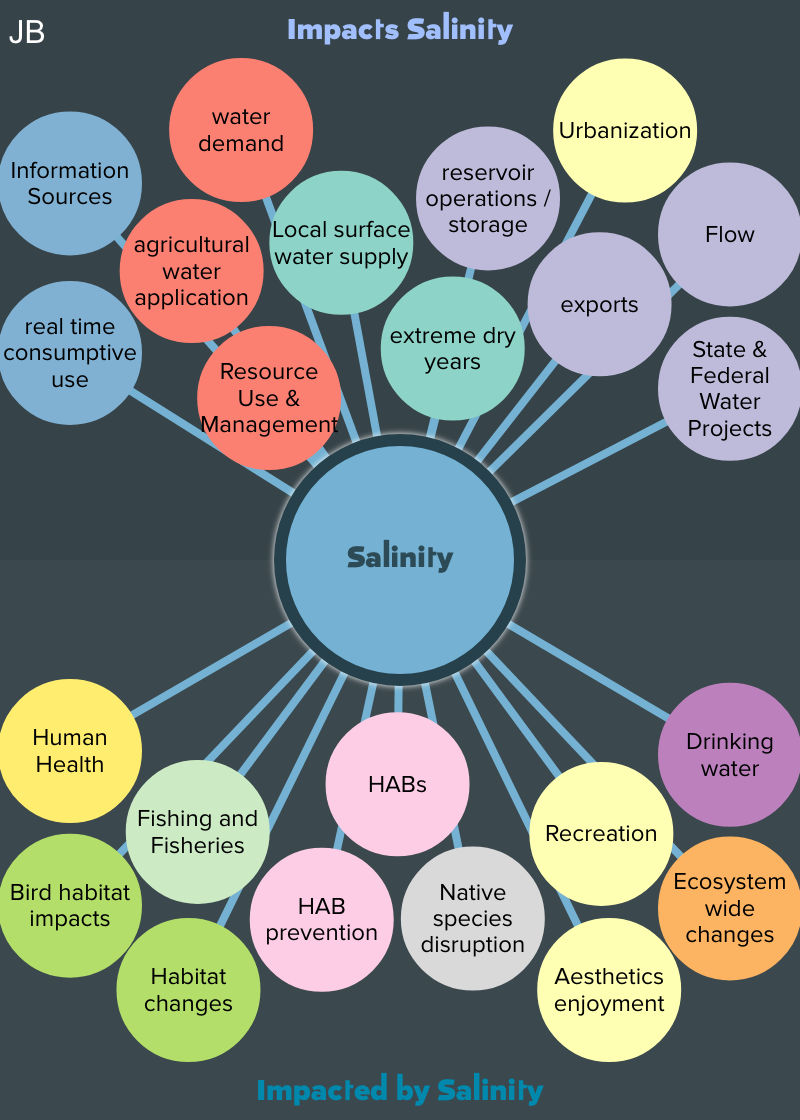 JB
Impacts Salinity
water
demand
Urbanization
Information
Sources
reservoir
operations /
storage
Local surface
water supply
Flow
agricultural
water
application
exports
real time
consumptive
use
extreme dry
years
State &
Federal
Water
Projects
Resource
Use &
Management
Salinity
Human
Health
Drinking
water
HABs
Fishing and
Fisheries
Recreation
Bird habitat
impacts
HAB
prevention
Native
species
disruption
Ecosystem
wide
changes
Habitat
changes
Aesthetics
enjoyment
Impacted by Salinity